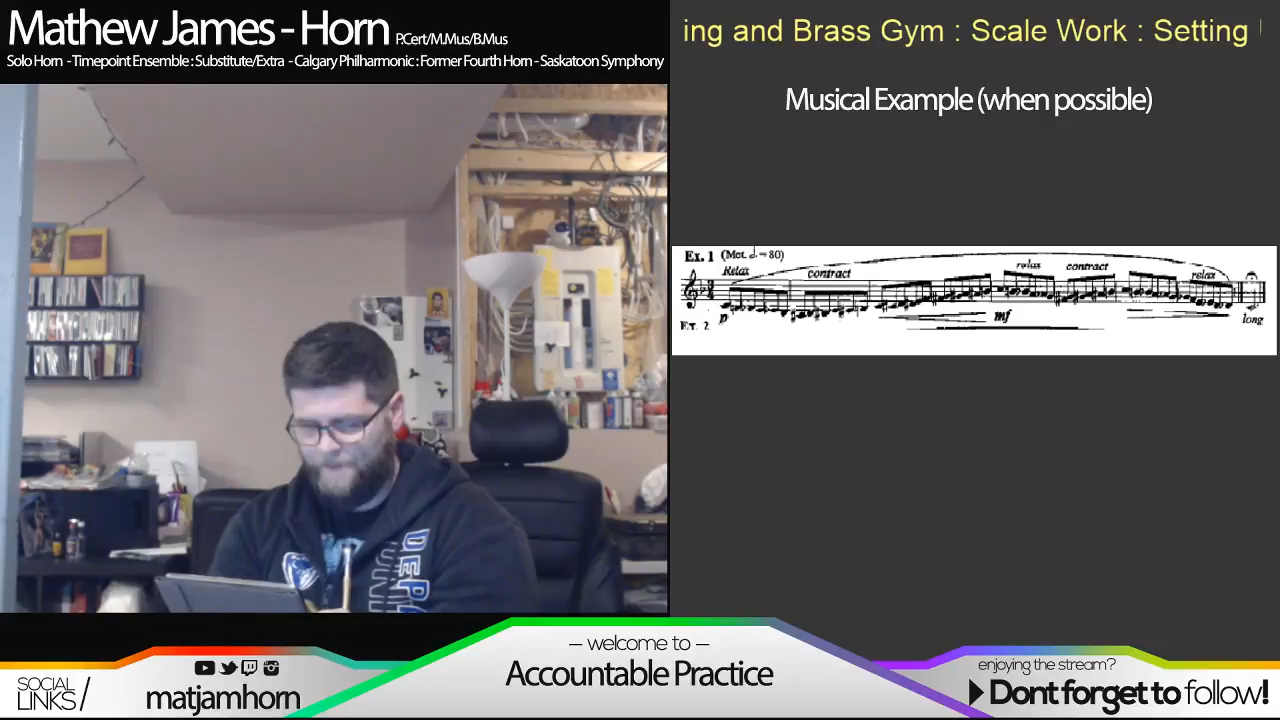 Mathew James - Horn P.Cert/M.Mus/B.Mus
Solo Horn - Timepoint Ensemble : Substitute/Extra - Calgary Philharmonic : Former Fourth Horn - Saskatoon Symphony
ing and Brass Gym : Scale Work : Setting
Musical Example (when possible)
Ex. 1 (Met. 𝅗𝅥. = 80)
Relax contract relax contract relax
p mf long
Ex. 2
DEPA
— welcome to —
Accountable Practice
SOCIAL
LINKS /
matjamhorn
enjoying the stream?
Dont forget to follow!